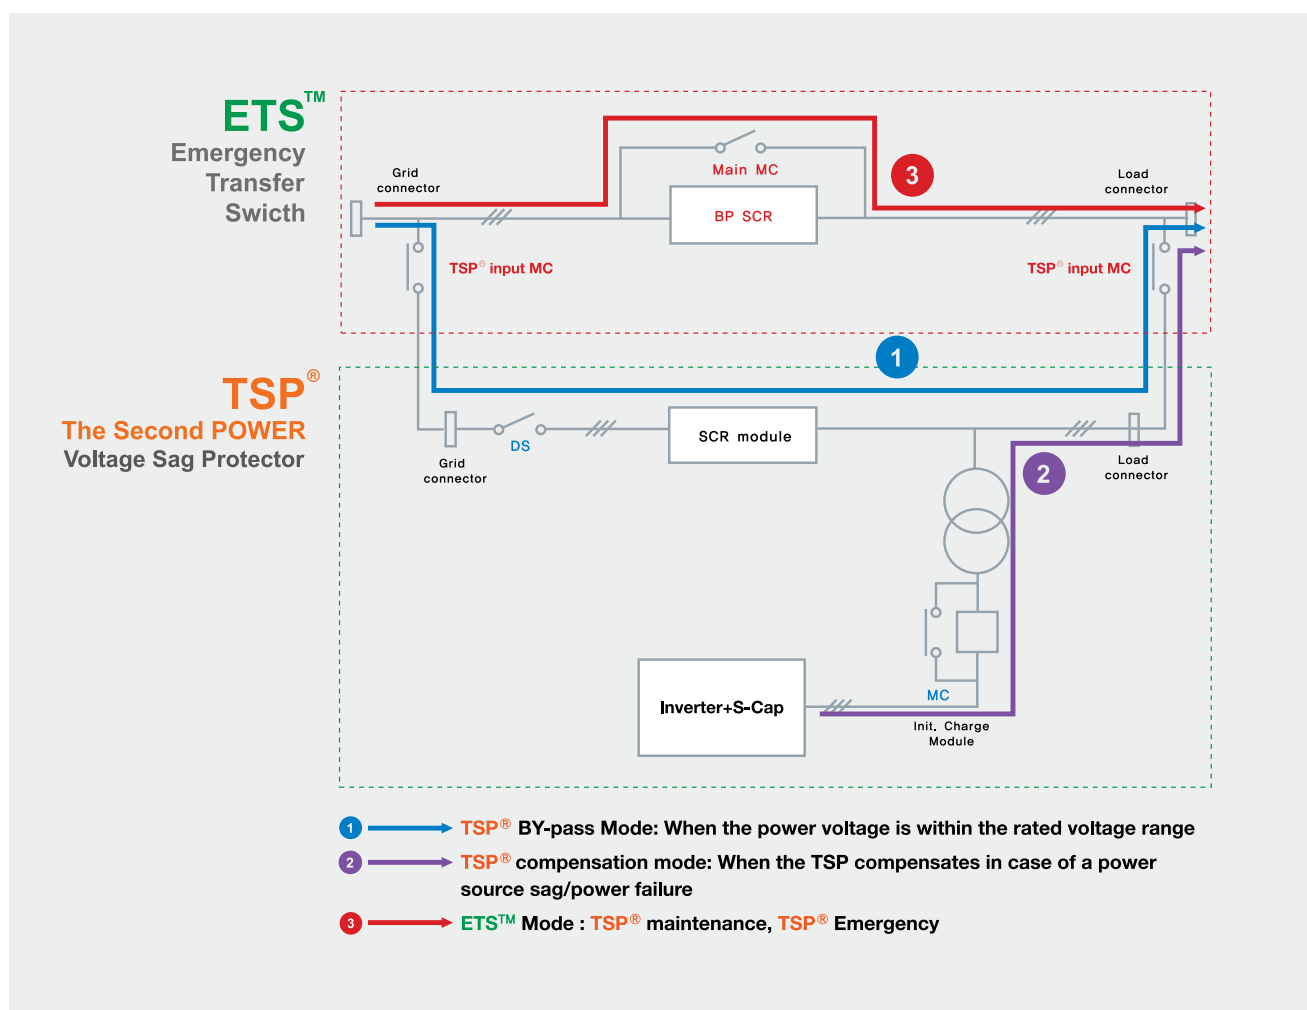 ETS™
Emergency
Transfer
Swicth
Grid
connector
Main MC
BP SCR
3
Load
connector
TSP® input MC
TSP® input MC
1
TSP®
The Second POWER
Voltage Sag Protector
Grid
connector
DS
SCR module
2
Load
connector
MC
Inverter+S-Cap
Init. Charge
Module
1 TSP® BY-pass Mode: When the power voltage is within the rated voltage range
2 TSP® compensation mode: When the TSP compensates in case of a power
source sag/power failure
3 ETS™ Mode : TSP® maintenance, TSP® Emergency